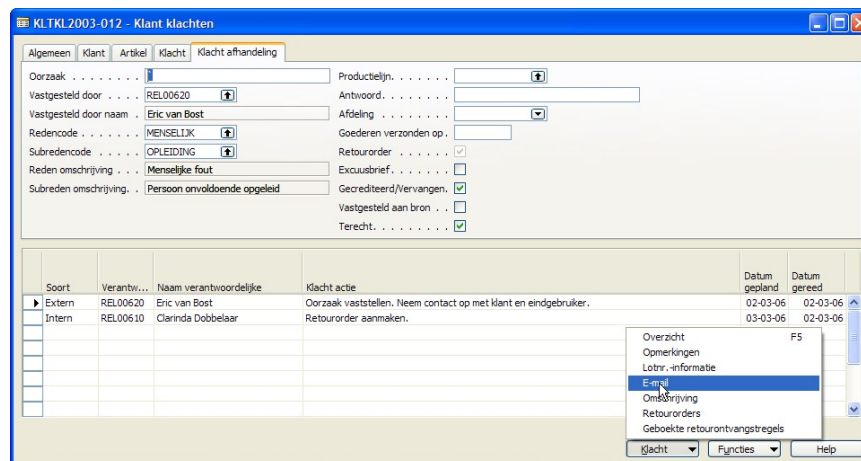 KLTKL2003-012 - Klant klachten
Algemeen Klant Artikel Klacht Klacht afhandeling
Oorzaak . . . . . . . .
Vastgesteld door . . . . REL00620
Vastgesteld door naam . Eric van Bost
Redencode . . . . . . . MENSELIJK
Subredencode . . . . . OPLEIDING
Reden omschrijving . . . Menselijke fout
Subreden omschrijving. . Persoon onvoldoende opgeleid
Productielijn. . . . . . .
Antwoord. . . . . . . .
Afdeling . . . . . . . .
Goederen verzonden op.
Retourorder . . . . . .
Excuusbrief. . . . . . .
Gecrediteerd/Vervangen.
Vastgesteld aan bron . .
Terecht. . . . . . . . .
Soort Verantw... Naam verantwoordelijke Klacht actie Datum gepland Datum gereed
Extern REL00620 Eric van Bost Oorzaak vaststellen. Neem contact op met klant en eindgebruiker. 02-03-06 02-03-06
Intern REL00610 Clarinda Dobbelaar Retourorder aanmaken. 03-03-06 02-03-06
Overzicht F5
Opmerkingen
Lotnr.-informatie
E-mail
Omschrijving
Retourorders
Geboekte retourontvangstregels
Klacht Functies Help